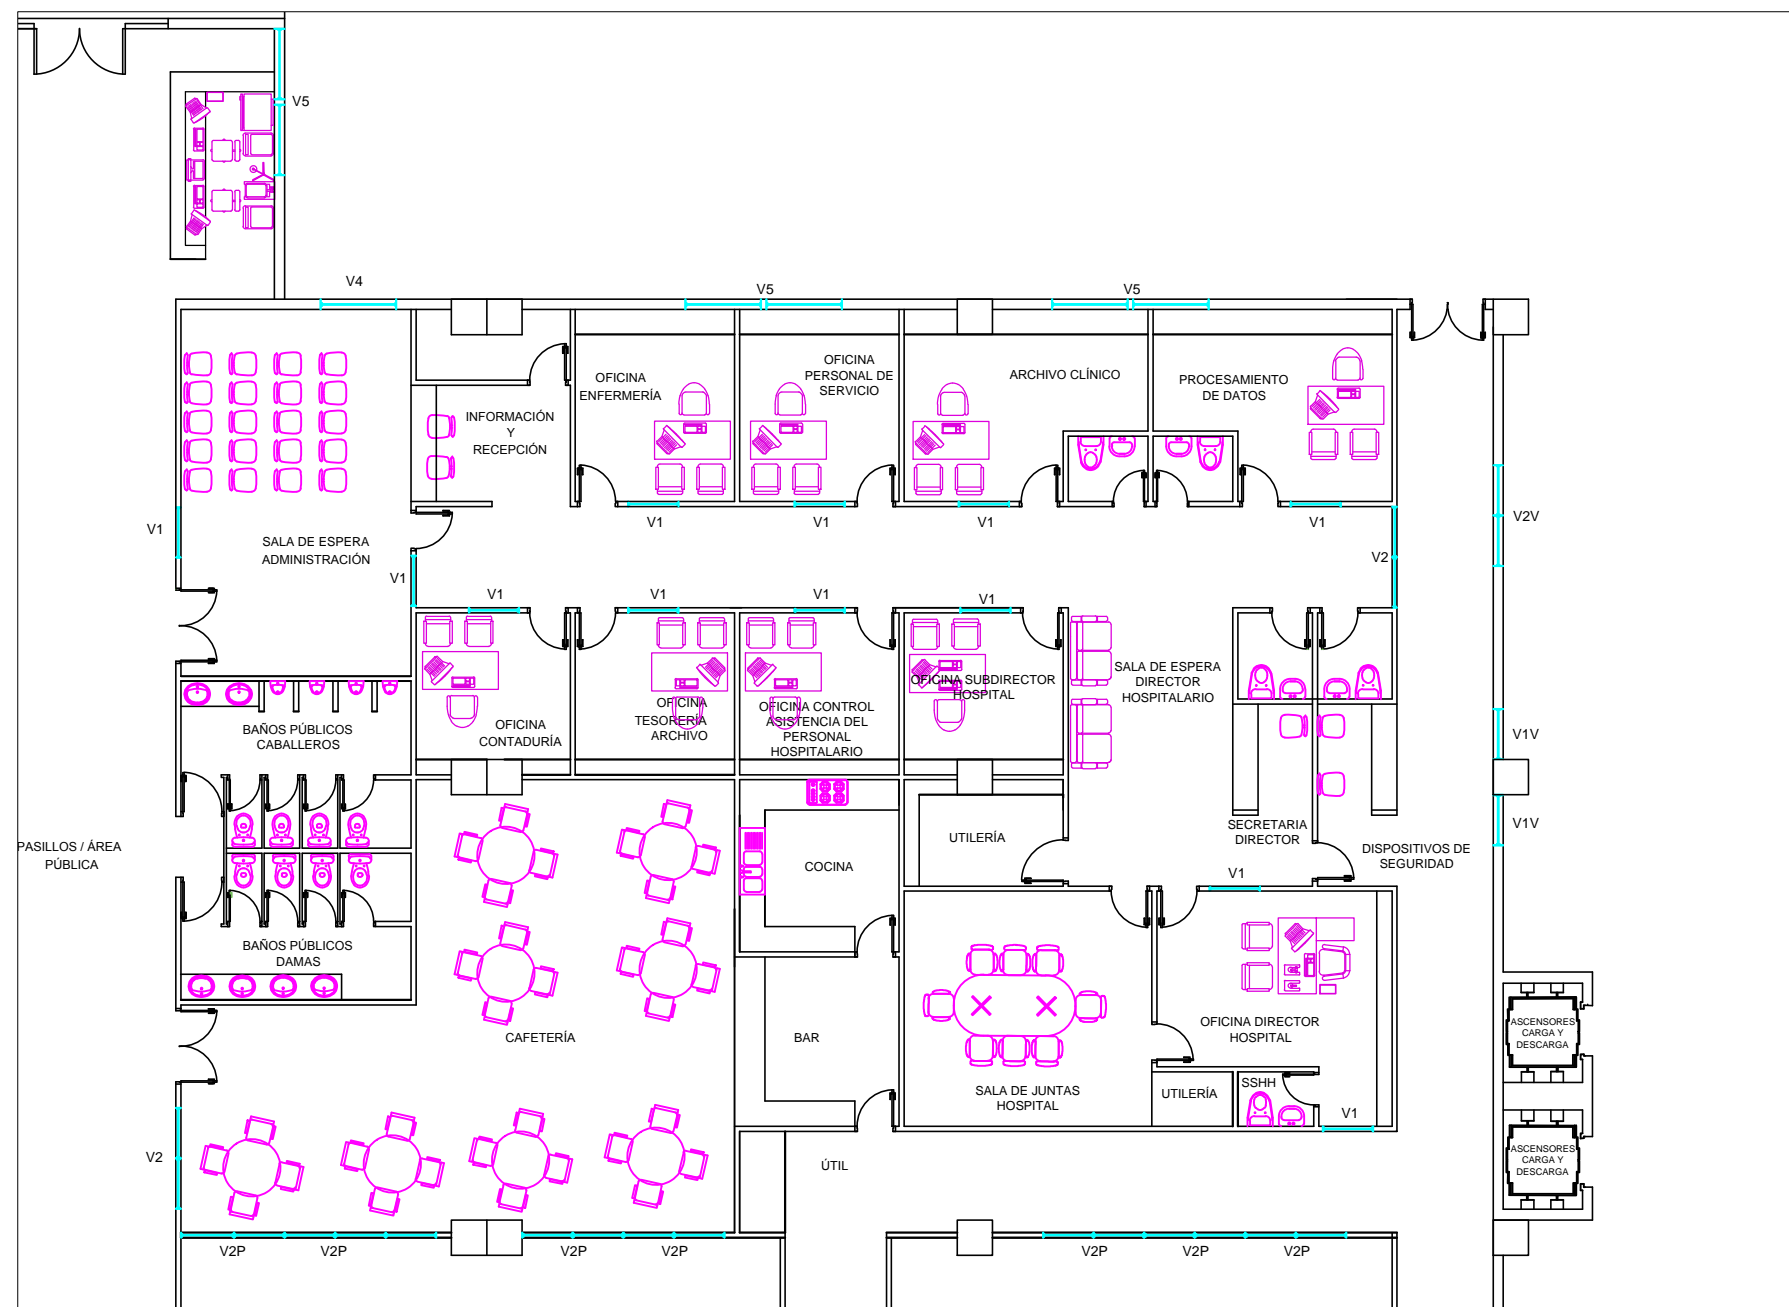 V5
V4
V5
V5
OFICINA
ENFERMERÍA
OFICINA
PERSONAL DE
SERVICIO
ARCHIVO CLÍNICO
PROCESAMIENTO
DE DATOS
INFORMACIÓN
Y
RECEPCIÓN
V1
V1
V1
V1
V1
V2V
SALA DE ESPERA
ADMINISTRACIÓN
V1
V2
V1
V1
V1
V1
OFICINA
CONTADURÍA
OFICINA
TESORERÍA
ARCHIVO
OFICINA CONTROL
ASISTENCIA DEL
PERSONAL
HOSPITALARIO
OFICINA SUBDIRECTOR
HOSPITAL
SALA DE ESPERA
DIRECTOR
HOSPITALARIO
BAÑOS PÚBLICOS
CABALLEROS
V1V
V1V
PASILLOS / ÁREA
PÚBLICA
UTILERÍA
SECRETARIA
DIRECTOR
DISPOSITIVOS DE
SEGURIDAD
COCINA
V1
BAÑOS PÚBLICOS
DAMAS
CAFETERÍA
BAR
OFICINA DIRECTOR
HOSPITAL
ASCENSORES
CARGA Y
DESCARGA
SALA DE JUNTAS
HOSPITAL
UTILERÍA
SSHH
V1
V2
ÚTIL
ASCENSORES
CARGA Y
DESCARGA
V2P
V2P
V2P
V2P
V2P
V2P
V2P